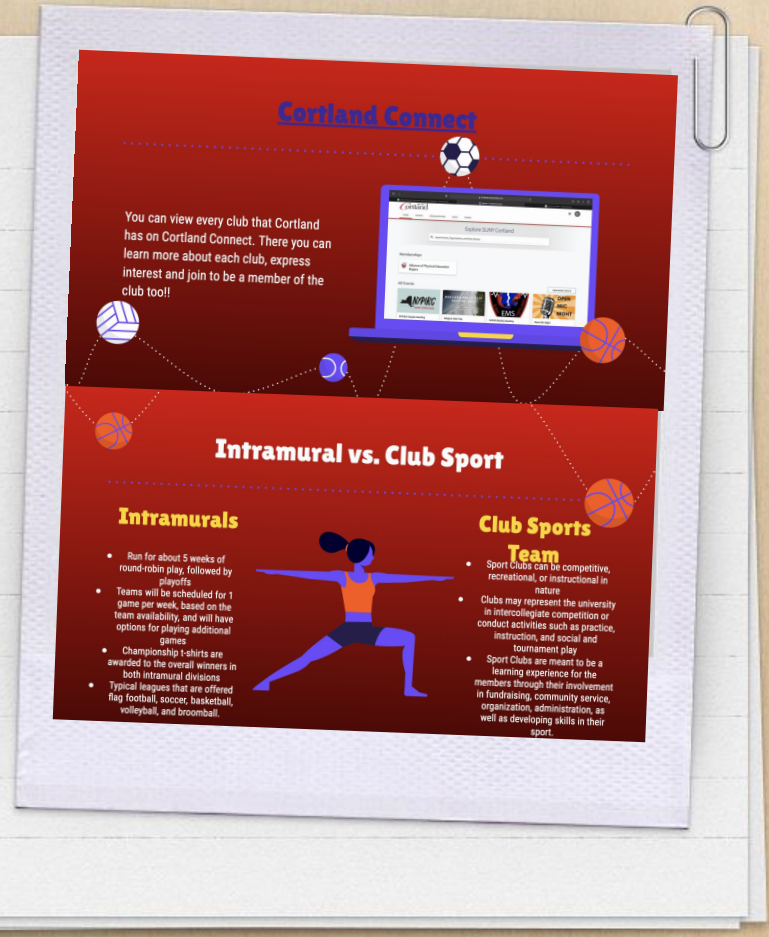 Cortland Connect
You can view every club that Cortland
has on Cortland Connect. There you can
learn more about each club, express
interest and join to be a member of the
club too!!
Explore SUNY Cortland
Memberships
All Events
NYPIRG
EMS
OPEN
MIC
NIGHT
Intramural vs. Club Sport
Intramurals
• Run for about 5 weeks of
round-robin play, followed by
playoffs
• Teams will be scheduled for 1
game per week, based on the
team availability, and will have
options for playing additional
games
• Championship t-shirts are
awarded to the overall winners in
both intramural divisions
• Typical leagues that are offered
flag football, soccer, basketball,
volleyball, and broomball.
Club Sports
Team
• Sport Clubs can be competitive,
recreational, or instructional in
nature
• Clubs may represent the university
in intercollegiate competition or
conduct activities such as practice,
instruction, and social and
tournament play
• Sport Clubs are meant to be a
learning experience for the
members through their involvement
in fundraising, community service,
organization, administration, as
well as developing skills in their
sport.